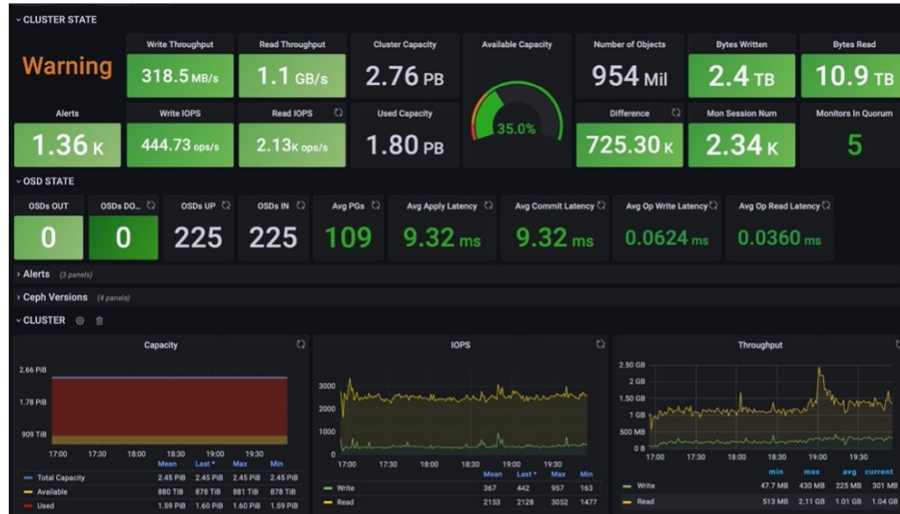 CLUSTER STATE
Warning
Write Throughput
318.5 MB/s
Read Throughput
1.1 GB/s
Cluster Capacity
2.76 PB
Available Capacity
35.0%
Number of Objects
954 Mil
Bytes Written
2.4 TB
Bytes Read
10.9 TB
Alerts
1.36 K
Write IOPS
444.73 ops/s
Read IOPS
2.13K ops/s
Used Capacity
1.80 PB
Difference
725.30 K
Mon Session Num
2.34 K
Monitors In Quorum
5
OSD STATE
OSDs OUT
0
OSDs DO...
0
OSDs UP
225
OSDs IN
225
Avg PGs
109
Avg Apply Latency
9.32 ms
Avg Commit Latency
9.32 ms
Avg Op Write Latency
0.0624 ms
Avg Op Read Latency
0.0360 ms
Alerts (3 panels)
Ceph Versions (4 panels)
CLUSTER
Capacity
2.66 PiB
1.78 PiB
909 TiB
17:00 17:30 18:00 18:30 19:00 19:30
Mean Last * Max Min
Total Capacity 2.45 PiB 2.45 PiB 2.45 PiB 2.45 PiB
Available 880 TiB 878 TiB 881 TiB 878 TiB
Used 1.59 PiB 1.60 PiB 1.60 PiB 1.59 PiB
IOPS
3000
2000
1000
0
17:00 17:30 18:00 18:30 19:00 19:30
Mean Last * Max Min
Write 367 442 957 163
Read 2153 2128 3052 1477
Throughput
2.50 GB
2 GB
1.50 GB
1 GB
500 MB
0 B
17:00 17:30 18:00 18:30 19:00 19:30
min max avg current
Write 47.7 MB 430 MB 225 MB 301 MB
Read 513 MB 2.11 GB 1.01 GB 1.04 GB